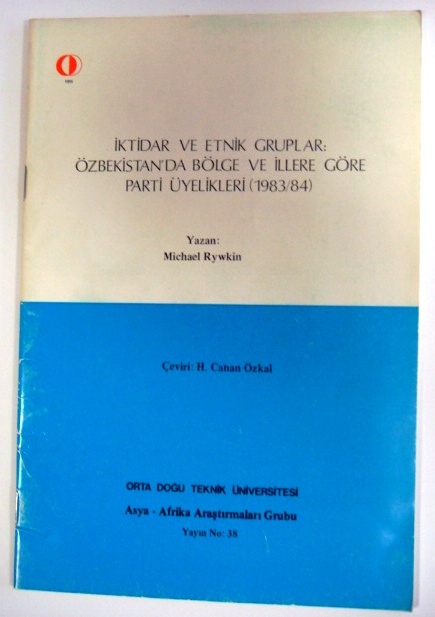 İKTİDAR VE ETNİK GRUPLAR:
ÖZBEKİSTAN'DA BÖLGE VE İLLERE GÖRE
PARTİ ÜYELİKLERİ (1983/84)
Yazan:
Michael Rywkin
Çeviri: H. Canan Özkal
ORTA DOĞU TEKNİK ÜNİVERSİTESİ
Asya - Afrika Araştırmaları Grubu
Yayın No: 38